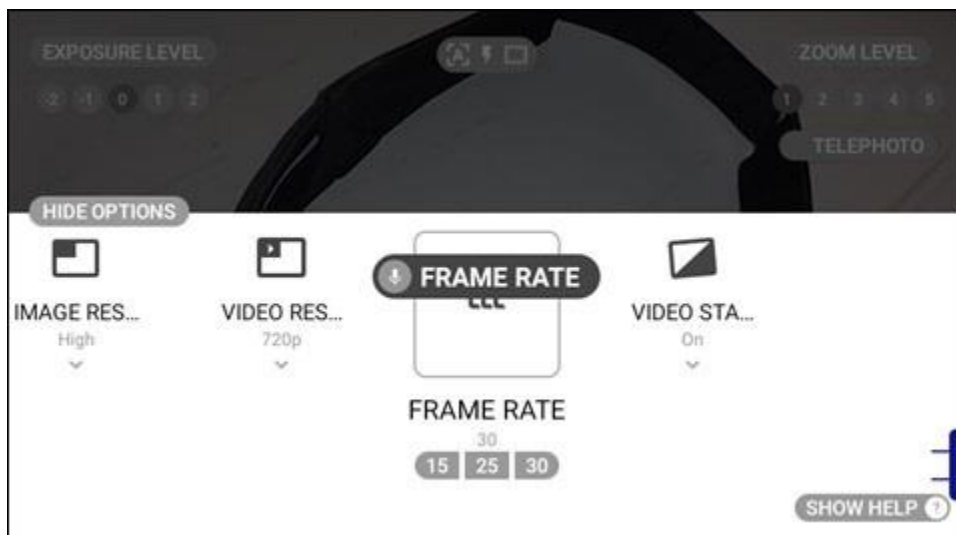 EXPOSURE LEVEL
-2 -1 0 1 2
A
ZOOM LEVEL
1 2 3 4 5
TELEPHOTO
HIDE OPTIONS
IMAGE RES...
High
VIDEO RES...
720p
FRAME RATE
FRAME RATE
30
15 25 30
VIDEO STA...
On
SHOW HELP ?